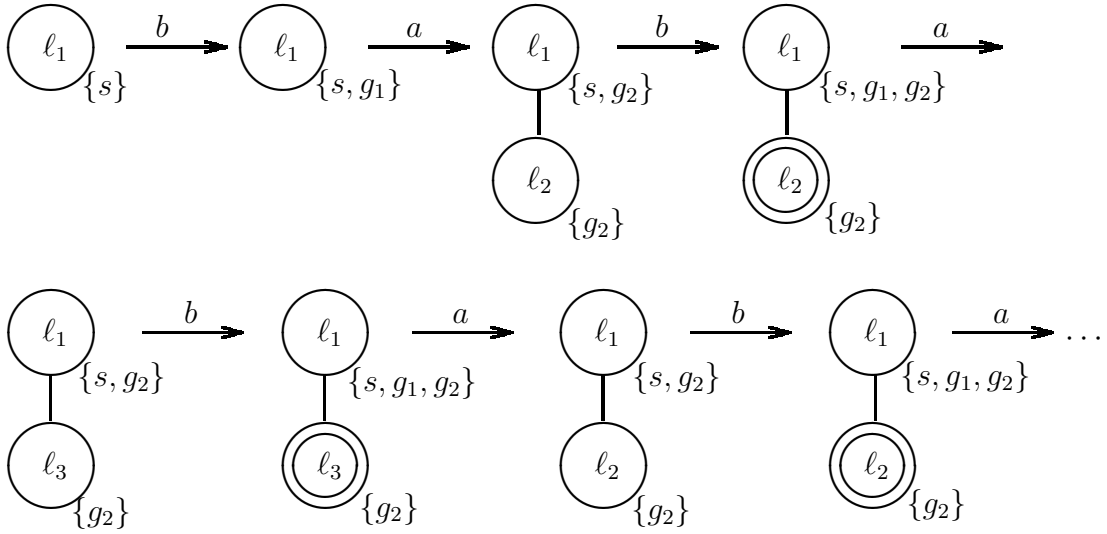 ℓ₁ b ℓ₁ a ℓ₁ b ℓ₁ a
{s} {s, g₁} {s, g₂} {s, g₁, g₂}
ℓ₂ ℓ₂
{g₂} {g₂}
ℓ₁ b ℓ₁ a ℓ₁ b ℓ₁ a ...
{s, g₂} {s, g₁, g₂} {s, g₂} {s, g₁, g₂}
ℓ₃ ℓ₃ ℓ₂ ℓ₂
{g₂} {g₂} {g₂} {g₂}